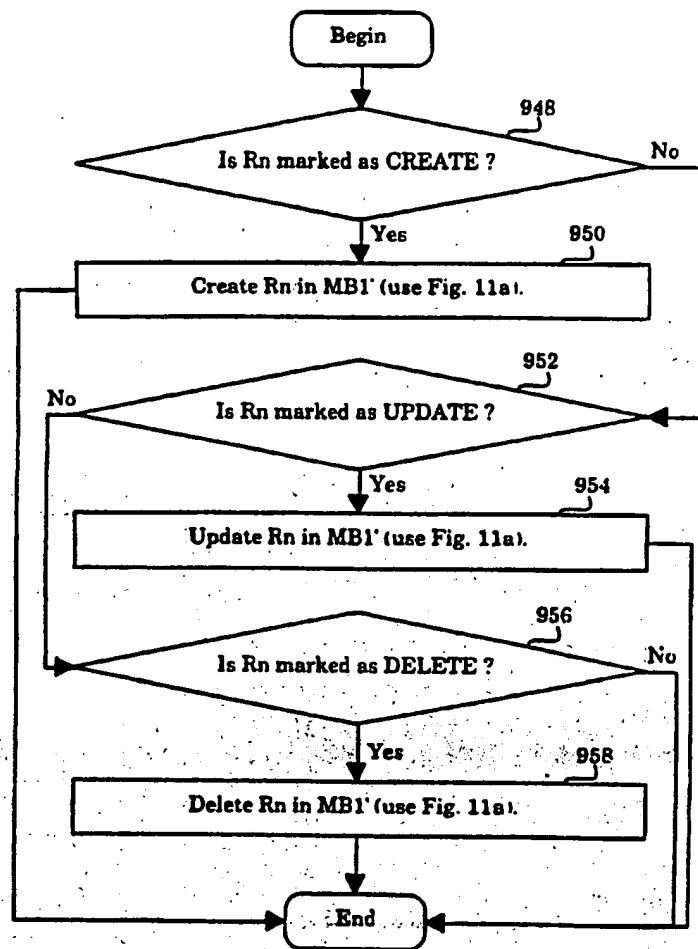 Begin
948
Is Rn marked as CREATE ?
No
Yes
950
Create Rn in MB1' (use Fig. 11a).
952
No
Is Rn marked as UPDATE ?
Yes
954
Update Rn in MB1' (use Fig. 11a).
956
Is Rn marked as DELETE ?
No
Yes
958
Delete Rn in MB1' (use Fig. 11a).
End